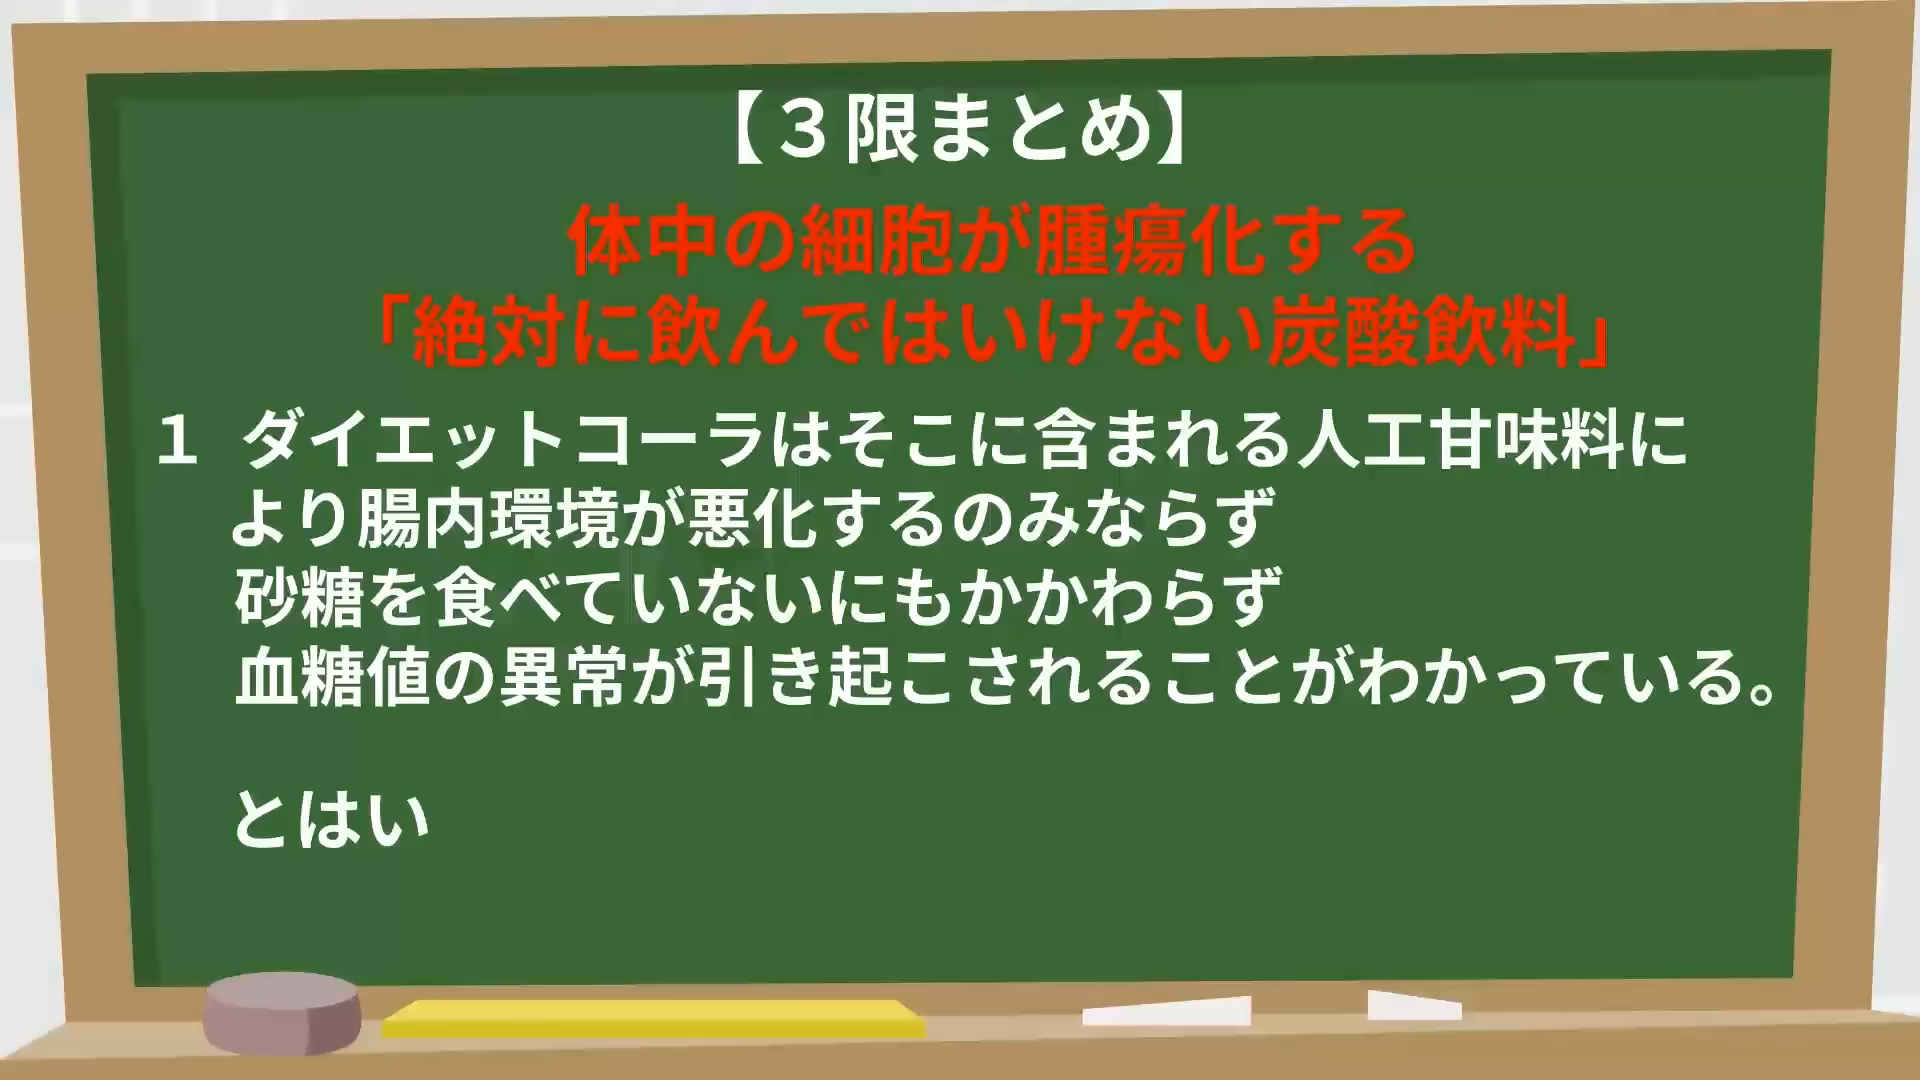 【３限まとめ】
体中の細胞が腫瘍化する
「絶対に飲んではいけない炭酸飲料」
１ ダイエットコーラはそこに含まれる人工甘味料に
より腸内環境が悪化するのみならず
砂糖を食べていないにもかかわらず
血糖値の異常が引き起こされることがわかっている。
とはい